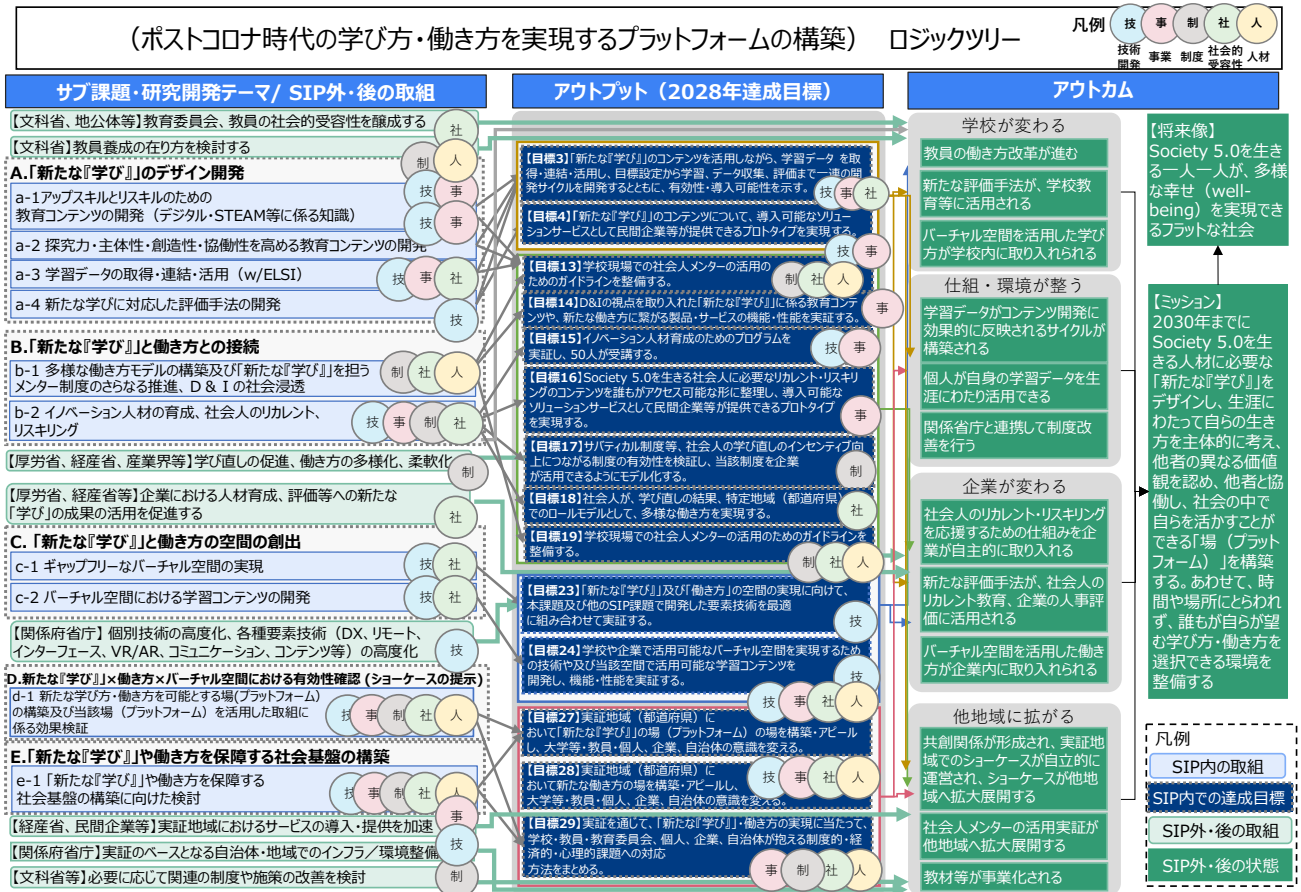 （ポストコロナ時代の学び方・働き方を実現するプラットフォームの構築）　ロジックツリー
凡例
技
事
制
社
人
技術
開発
事業
制度
社会的
受容性
人材
サブ課題・研究開発テーマ/ SIP外・後の取組
【文科省、地公体等】教育委員会、教員の社会的受容性を醸成する
社
【文科省】教員養成の在り方を検討する
制
人
A.「新たな『学び』」のデザイン開発
a-1アップスキルとリスキルのための
教育コンテンツの開発（デジタル・STEAM等に係る知識）
技
事
a-2 探究力・主体性・創造性・協働性を高める教育コンテンツの開発
技
事
a-3 学習データの取得・連結・活用（w/ELSI）
技
事
社
a-4 新たな学びに対応した評価手法の開発
技
B.「新たな『学び』」と働き方との接続
b-1 多様な働き方モデルの構築及び「新たな『学び』」を担う
メンター制度のさらなる推進、D & I の社会浸透
制
社
人
b-2 イノベーション人材の育成、社会人のリカレント、
リスキリング
技
事
制
社
【厚労省、経産省、産業界等】学び直しの促進、働き方の多様化、柔軟化
制
【厚労省、経産省等】企業における人材育成、評価等への新たな
「学び」の成果の活用を促進する
社
C. 「新たな『学び』」と働き方の空間の創出
c-1 ギャップフリーなバーチャル空間の実現
技
社
c-2 バーチャル空間における学習コンテンツの開発
技
社
【関係府省庁】 個別技術の高度化、各種要素技術（DX、リモート、
インターフェース、VR/AR、コミュニケーション、コンテンツ等）の高度化
技
D.新たな『学び』」×働き方×バーチャル空間における有効性確認 (ショーケースの提示)
d-1 新たな学び方・働き方を可能とする場(プラットフォーム)
の構築及び当該場（プラットフォーム）を活用した取組に
係る効果検証
技
事
制
社
人
E.「新たな『学び』」や働き方を保障する社会基盤の構築
e-1 「新たな『学び』」や働き方を保障する
社会基盤の構築に向けた検討
技
事
制
社
人
【経産省、民間企業等】実証地域におけるサービスの導入・提供を加速
事
【関係府省庁】実証のベースとなる自治体・地域でのインフラ／環境整備
技
【文科省等】必要に応じて関連の制度や施策の改善を検討
制
アウトプット（2028年達成目標）
【目標3】「新たな『学び』」のコンテンツを活用しながら、学習データ を取
得・連結・活用し、目標設定から学習、データ収集、評価まで一連の開
発サイクルを開発するとともに、有効性・導入可能性を示す。
技
事
社
【目標4】「新たな『学び』」のコンテンツについて、導入可能なソリュー
ションサービスとして民間企業等が提供できるプロトタイプを実現する。
技
事
【目標13】学校現場での社会人メンターの活用の
ためのガイドラインを整備する。
制
社
人
【目標14】D&Iの視点を取り入れた「新たな『学び』」に係る教育コンテ
ンツや、新たな働き方に繋がる製品・サービスの機能・性能を実証する。
事
【目標15】イノベーション人材育成のためのプログラムを
実証し、50人が受講する。
技
事
【目標16】Society 5.0を生きる社会人に必要なリカレント・リスキリ
ングのコンテンツを誰もがアクセス可能な形に整理し、導入可能な
ソリューションサービスとして民間企業等が提供できるプロトタイプ
を実現する。
事
【目標17】サバティカル制度等、社会人の学び直しのインセンティブ向
上につながる制度の有効性を検証し、当該制度を企業
が活用できるようにモデル化する。
制
【目標18】社会人が、学び直しの結果、特定地域（都道府県）
でのロールモデルとして、多様な働き方を実現する。
社
【目標19】学校現場での社会人メンターの活用のためのガイドラインを
整備する。
制
社
人
【目標23】「新たな『学び』」及び「働き方」の空間の実現に向けて、
本課題及び他のSIP課題で開発した要素技術を最適
に組み合わせて実証する。
技
【目標24】学校や企業で活用可能なバーチャル空間を実現するため
の技術や及び当該空間で活用可能な学習コンテンツを
開発し、機能・性能を実証する。
技
【目標27】実証地域（都道府県）に
おいて「新たな『学び』」の場（プラットフォーム）の場を構築・アピール
し、大学等・教員・個人、企業、自治体の意識を変える。
技
事
社
人
【目標28】実証地域（都道府県）に
おいて新たな働き方の場を構築・アピールし、
大学等・教員・個人、企業、自治体の意識を変える。
技
事
社
人
【目標29】実証を通じて、「新たな『学び』」・働き方の実現に当たって、
学校・教員・教育委員会、個人、企業、自治体が抱える制度的・経
済的・心理的課題への対応
方法をまとめる。
事
制
社
人
アウトカム
学校が変わる
教員の働き方改革が進む
新たな評価手法が、学校教
育等に活用される
バーチャル空間を活用した学び
方が学校内に取り入れられる
仕組・環境が整う
学習データがコンテンツ開発に
効果的に反映されるサイクルが
構築される
個人が自身の学習データを生
涯にわたり活用できる
関係省庁と連携して制度改
善を行う
企業が変わる
社会人のリカレント・リスキリング
を応援するための仕組みを企
業が自主的に取り入れる
新たな評価手法が、社会人の
リカレント教育、企業の人事評
価に活用される
バーチャル空間を活用した働き
方が企業内に取り入れられる
他地域に拡がる
共創関係が形成され、実証地
域でのショーケースが自立的に
運営され、ショーケースが他地
域へ拡大展開する
社会人メンターの活用実証が
他地域へ拡大展開する
教材等が事業化される
【将来像】
Society 5.0を生き
る一人一人が、多様
な幸せ（well-
being）を実現でき
るフラットな社会
【ミッション】
2030年までに
Society 5.0を生
きる人材に必要な
「新たな『学び』」を
デザインし、生涯に
わたって自らの生き
方を主体的に考え、
他者の異なる価値
観を認め、他者と協
働し、社会の中で
自らを活かすことが
できる「場（プラット
フォーム）」を構築
する。あわせて、時
間や場所にとらわれ
ず、誰もが自らが望
む学び方・働き方を
選択できる環境を
整備する
凡例
SIP内の取組
SIP内での達成目標
SIP外・後の取組
SIP外・後の状態